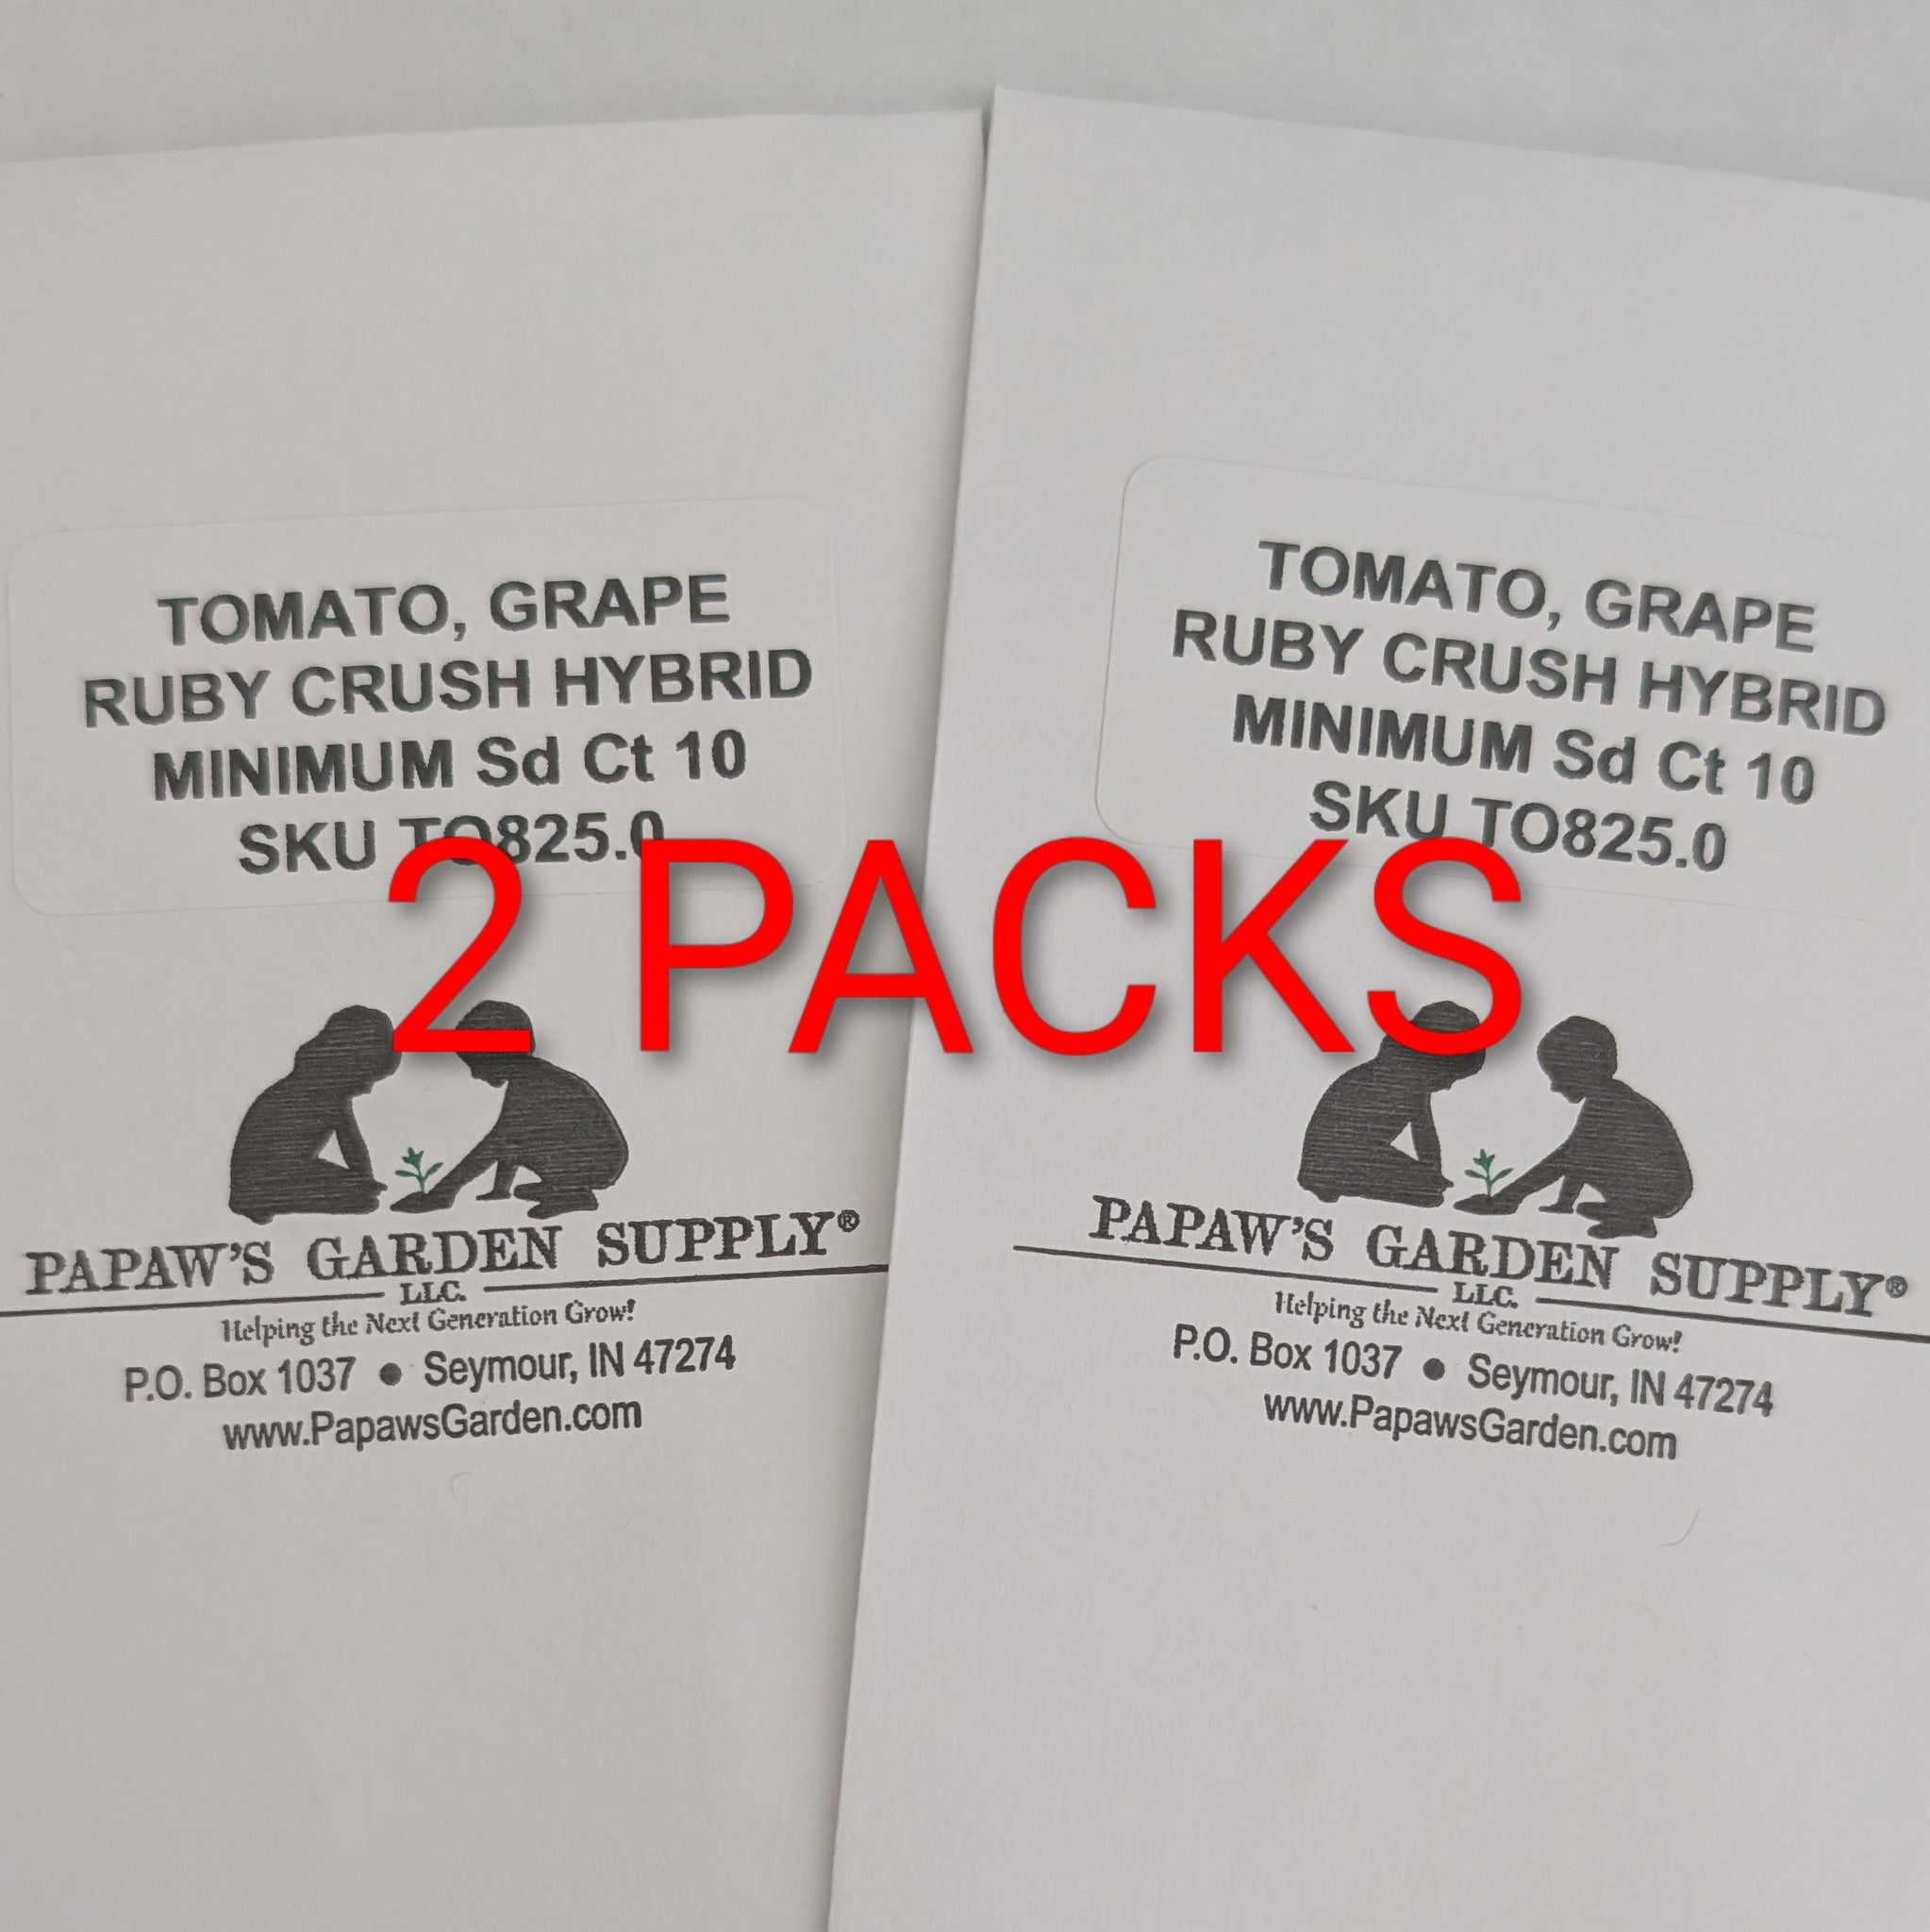 TOMATO, GRAPE
RUBY CRUSH HYBRID
MINIMUM Sd Ct 10
SKU TO825.0
PAPAW'S GARDEN SUPPLY®
LLC.
Helping the Next Generation Grow!
P.O. Box 1037 ● Seymour, IN 47274
www.PapawsGarden.com
TOMATO, GRAPE
RUBY CRUSH HYBRID
MINIMUM Sd Ct 10
SKU TO825.0
PAPAW'S GARDEN SUPPLY®
LLC.
Helping the Next Generation Grow!
P.O. Box 1037 ● Seymour, IN 47274
www.PapawsGarden.com
2 PACKS